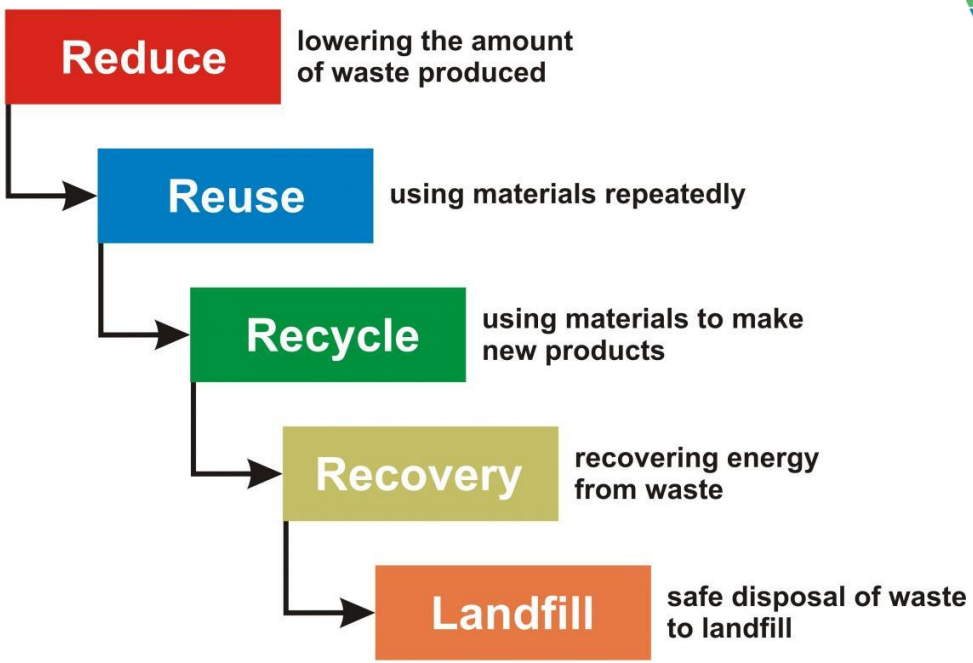 Reduce
lowering the amount
of waste produced
Reuse
using materials repeatedly
Recycle
using materials to make
new products
Recovery
recovering energy
from waste
Landfill
safe disposal of waste
to landfill